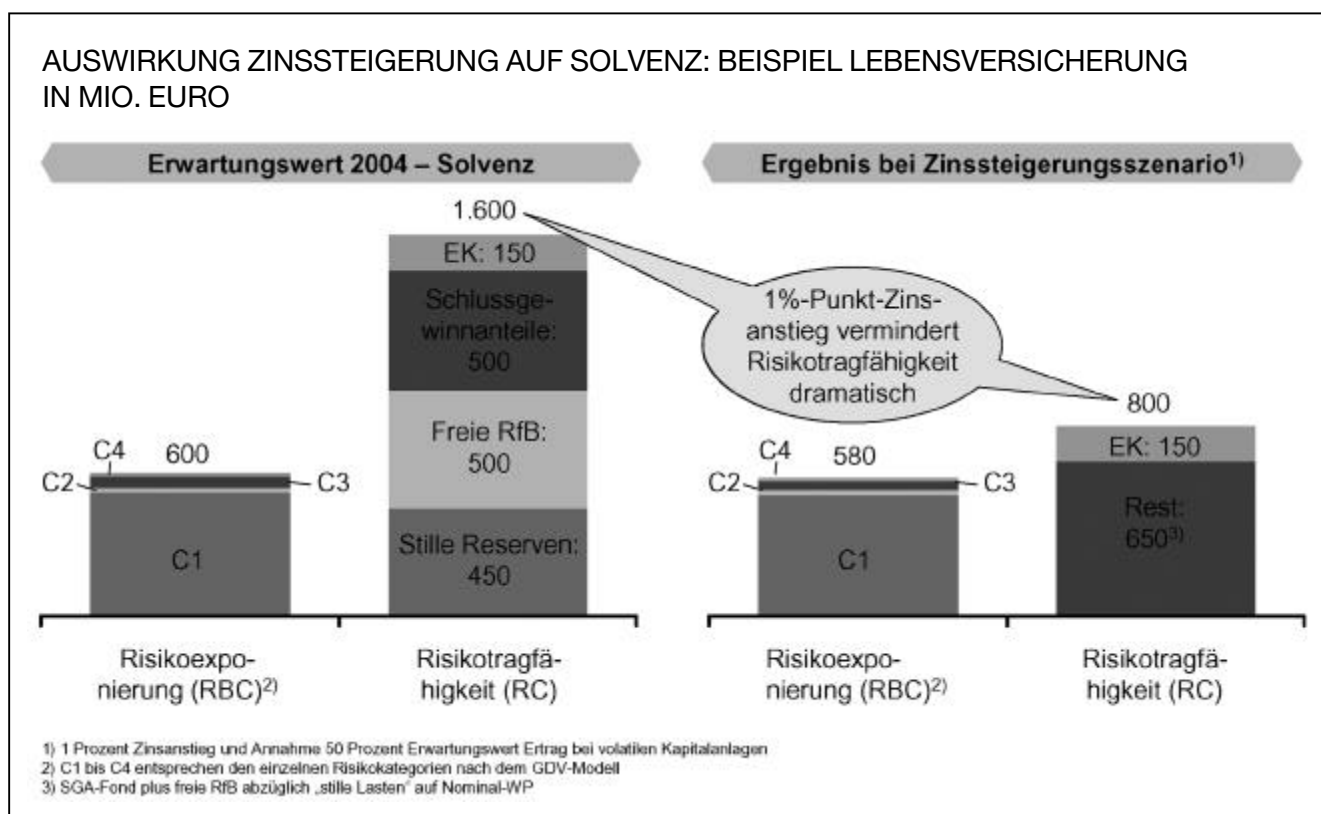 AUSWIRKUNG ZINSSTEIGERUNG AUF SOLVENZ: BEISPIEL LEBENSVERSICHERUNG
IN MIO. EURO
Erwartungswert 2004 – Solvenz
1.600
EK: 150
Schlussge-
winnanteile:
500
Freie RfB:
500
Stille Reserven:
450
C4
600
C2
C3
C1
Risikoexpo-
nierung (RBC)2)
Risikotragfä-
higkeit (RC)
1%-Punkt-Zins-
anstieg vermindert
Risikotragfähigkeit
dramatisch
Ergebnis bei Zinssteigerungsszenario1)
C4
580
C2
C3
C1
800
EK: 150
Rest:
6503)
Risikoexpo-
nierung (RBC)2)
Risikotragfä-
higkeit (RC)
1) 1 Prozent Zinsanstieg und Annahme 50 Prozent Erwartungswert Ertrag bei volatilen Kapitalanlagen
2) C1 bis C4 entsprechen den einzelnen Risikokategorien nach dem GDV-Modell
3) SGA-Fond plus freie RfB abzüglich „stille Lasten" auf Nominal-WP